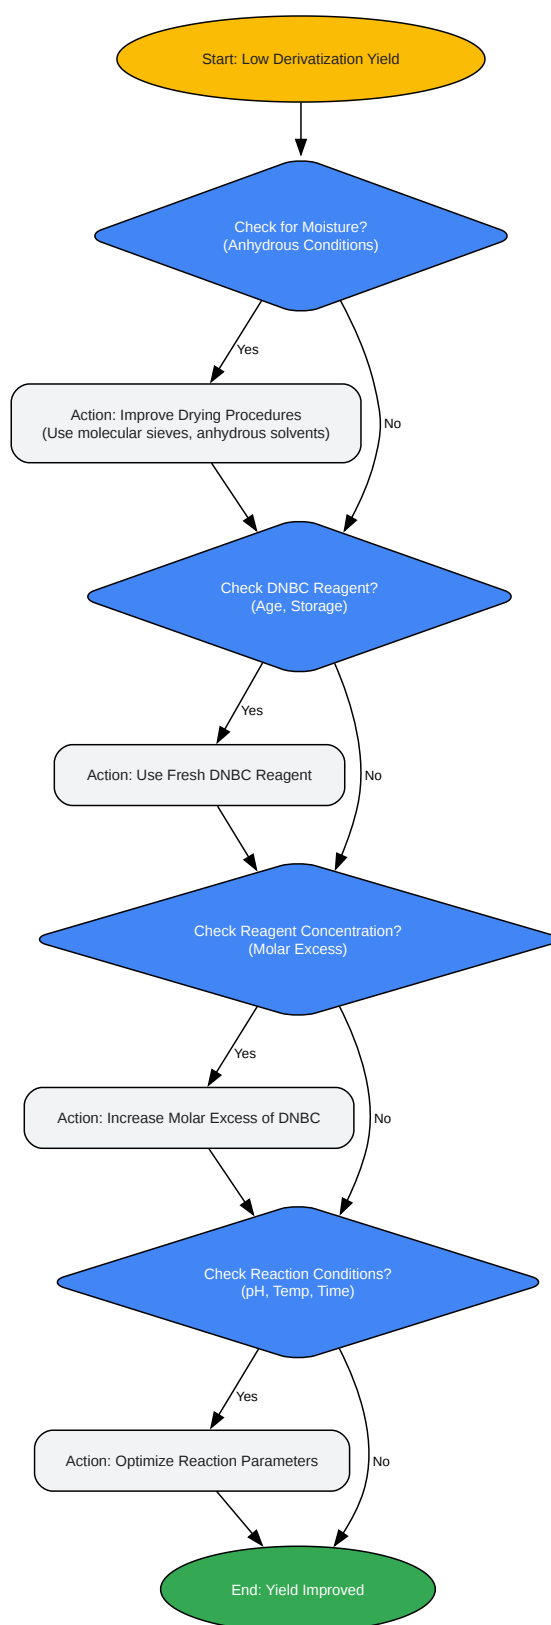 Start: Low Derivatization Yield
Check for Moisture?
(Anhydrous Conditions)
Yes
Action: Improve Drying Procedures
(Use molecular sieves, anhydrous solvents)
No
Check DNBC Reagent?
(Age, Storage)
Yes
Action: Use Fresh DNBC Reagent
No
Check Reagent Concentration?
(Molar Excess)
Yes
Action: Increase Molar Excess of DNBC
No
Check Reaction Conditions?
(pH, Temp, Time)
Yes
Action: Optimize Reaction Parameters
No
End: Yield Improved